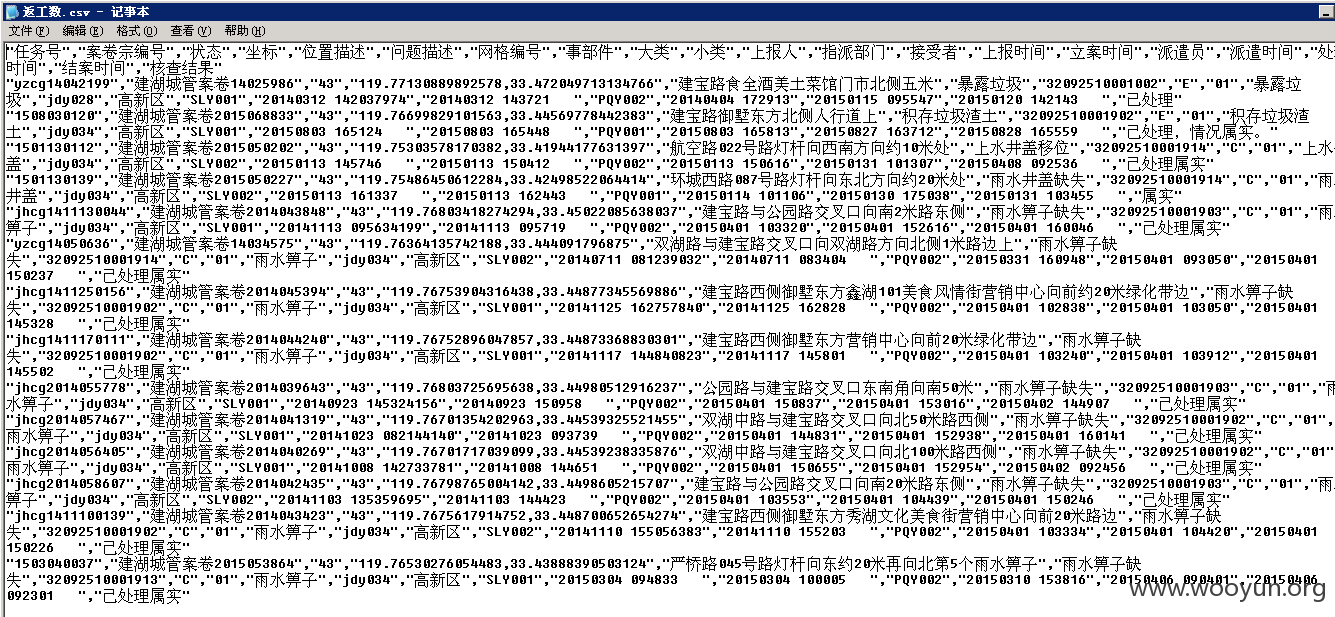 返工数.csv - 记事本
文件(F) 编辑(E) 格式(O) 查看(V) 帮助(H)
"任务号","案卷宗编号","状态","坐标","位置描述","问题描述","网格编号","事部件","大类","小类","上报人","指派部门","接受者","上报时间","立案时间","派遣员","派遣时间","处理
时间","结案时间","核查结果"
"yzcg14042199","建湖城管案卷14025986","43","119.771308898925​78,33.472049713134766","建宝路食全酒美土菜馆门市北侧五米","暴露垃圾","32092510001002","E","01","暴露垃
圾","jdy028","高新区","SLY001","20140312 142037974","20140312 143721   ","PQY002","20140404 172913","20150115 095547","20150120 142143   ","已处理"
"1508030120","建湖城管案卷2015068833","43","119.76699829101563,33.44569778442383","建宝路御墅东方北侧人行道上","积存垃圾渣土","32092510001902","E","01","积存垃圾渣
土","jdy034","高新区","SLY001","20150803 165124   ","20150803 165448   ","PQY001","20150803 165813","20150827 163712","20150828 165559   ","已处理，情况属实。"
"1501130112","建湖城管案卷2015050202","43","119.75303578170382,33.41944177631397","航空路022号路灯杆向西南方向约10米处","上水井盖移位","32092510001914","C","01","上水井
盖","jdy034","高新区","SLY002","20150113 145746   ","20150113 150412   ","PQY002","20150113 150616","20150131 101307","20150408 092536   ","已处理属实"
"1501130139","建湖城管案卷2015050227","43","119.75486450612284,33.42498522064414","环城西路087号路灯杆向东北方向约20米处","雨水井盖缺失","32092510001914","C","01","雨水
井盖","jdy034","高新区","SLY002","20150113 161337   ","20150113 162443   ","PQY001","20150114 101106","20150130 175038","20150131 103455   ","属实"
"jhcg1411130044","建湖城管案卷2014043848","43","119.76803418274294,33.45022085638037","建宝路与公园路交叉口向南2米路东侧","雨水箅子缺失","32092510001903","C","01","雨水
箅子","jdy034","高新区","SLY001","20141113 095634199","20141113 095719   ","PQY002","20150401 103320","20150401 152616","20150401 160046   ","已处理属实"
"yzcg14050636","建湖城管案卷14034575","43","119.76364135742188,33.444091796875","双湖路与建宝路交叉口向双湖路方向北侧1米路边上","雨水箅子缺
失","32092510001914","C","01","雨水箅子","jdy034","高新区","SLY002","20140711 081239032","20140711 083404   ","PQY002","20150331 160948","20150401 093050","20150401
150237   ","已处理属实"
"jhcg1411250156","建湖城管案卷2014045394","43","119.767539043​16438,33.44877345569886","建宝路西侧御墅东方鑫湖101美食风情街营销中心向前约20米绿化带边","雨水箅子缺
失","32092510001902","C","01","雨水箅子","jdy034","高新区","SLY001","20141125 162757840","20141125 162828   ","PQY002","20150401 102838","20150401 103050","20150401
145328   ","已处理属实"
"jhcg1411170111","建湖城管案卷2014044240","43","119.76752896047857,33.44873368830301","建宝路西侧御墅东方营销中心向前20米绿化带边","雨水箅子缺
失","32092510001902","C","01","雨水箅子","jdy034","高新区","SLY001","20141117 144840823","20141117 145801   ","PQY002","20150401 103240","20150401 103912","20150401
145502   ","已处理属实"
"jhcg2014055778","建湖城管案卷2014039643","43","119.76803725695638,33.44980512916237","公园路与建宝路交叉口东南角向南50米","雨水箅子缺失","32092510001903","C","01","雨
水箅子","jdy034","高新区","SLY001","20140923 145324156","20140923 150958   ","PQY002","20150401 150837","20150401 153016","20150402 144907   ","已处理属实"
"jhcg2014057467","建湖城管案卷2014041319","43","119.76701354202963,33.44539325521455","双湖中路与建宝路交叉口向北50米路西侧","雨水箅子缺失","32092510001902","C","01",
"雨水箅子","jdy034","高新区","SLY001","20141023 082144140","20141023 093739   ","PQY002","20150401 144831","20150401 152938","20150401 160141   ","已处理属实"
"jhcg2014056405","建湖城管案卷2014040269","43","119.76701717039099,33.44539238335876","双湖中路与建宝路交叉口向北100米路西侧","雨水箅子缺失","32092510001902","C","01",
"雨水箅子","jdy034","高新区","SLY001","20141008 142733781","20141008 144651   ","PQY002","20150401 150655","20150401 152954","20150402 092456   ","已处理属实"
"jhcg2014058607","建湖城管案卷2014042435","43","119.76798765004142,33.4498605215707","建宝路与公园路交叉口向南20米路东侧","雨水箅子缺失","32092510001903","C","01","雨水
箅子","jdy034","高新区","SLY002","20141103 135359695","20141103 144423   ","PQY002","20150401 103553","20150401 104439","20150401 150246   ","已处理属实"
"jhcg1411100139","建湖城管案卷2014043423","43","119.7675617914752,33.448700652654274","建宝路西侧御墅东方秀湖文化美食街营销中心向前20米路边","雨水箅子缺
失","32092510001902","C","01","雨水箅子","jdy034","高新区","SLY002","20141110 155056383","20141110 155203   ","PQY002","20150401 103334","20150401 104420","20150401
150226   ","已处理属实"
"1503040037","建湖城管案卷2015053864","43","119.76530276054483,33.43888390503124","严桥路045号路灯杆向东约20米再向北第5个雨水箅子","雨水箅子缺
失","32092510001913","C","01","雨水箅子","jdy034","高新区","SLY001","20150304 094833   ","20150304 100005   ","PQY002","20150310 153816","20150406 090401","20150406
092301   ","已处理属实"
www.wooyun.org